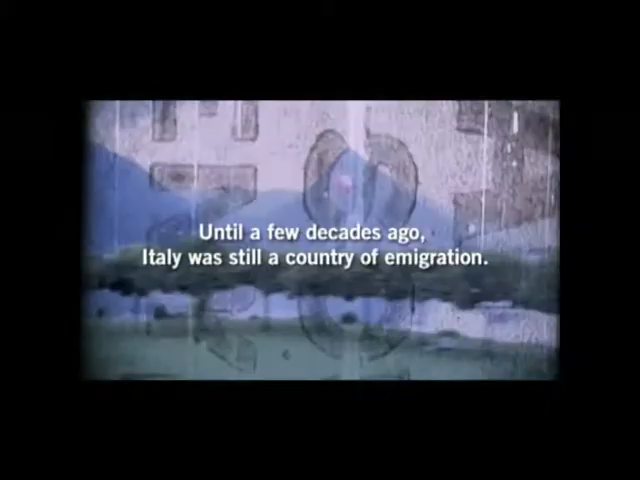 Until a few decades ago,
Italy was still a country of emigration.